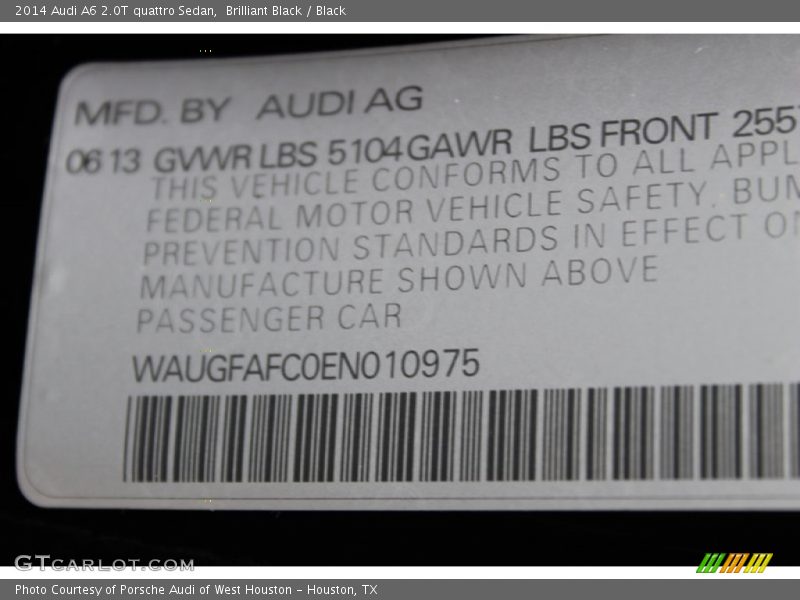 2014 Audi A6 2.0T quattro Sedan,  Brilliant Black / Black
MFD. BY AUDI AG
06 13 GVWR LBS 5104 GAWR LBS FRONT 255
THIS VEHICLE CONFORMS TO ALL APPL
FEDERAL MOTOR VEHICLE SAFETY, BUM
PREVENTION STANDARDS IN EFFECT ON
MANUFACTURE SHOWN ABOVE
PASSENGER CAR
WAUGFAFC0EN010975
GTCARLOT.COM
Photo Courtesy of Porsche Audi of West Houston – Houston, TX